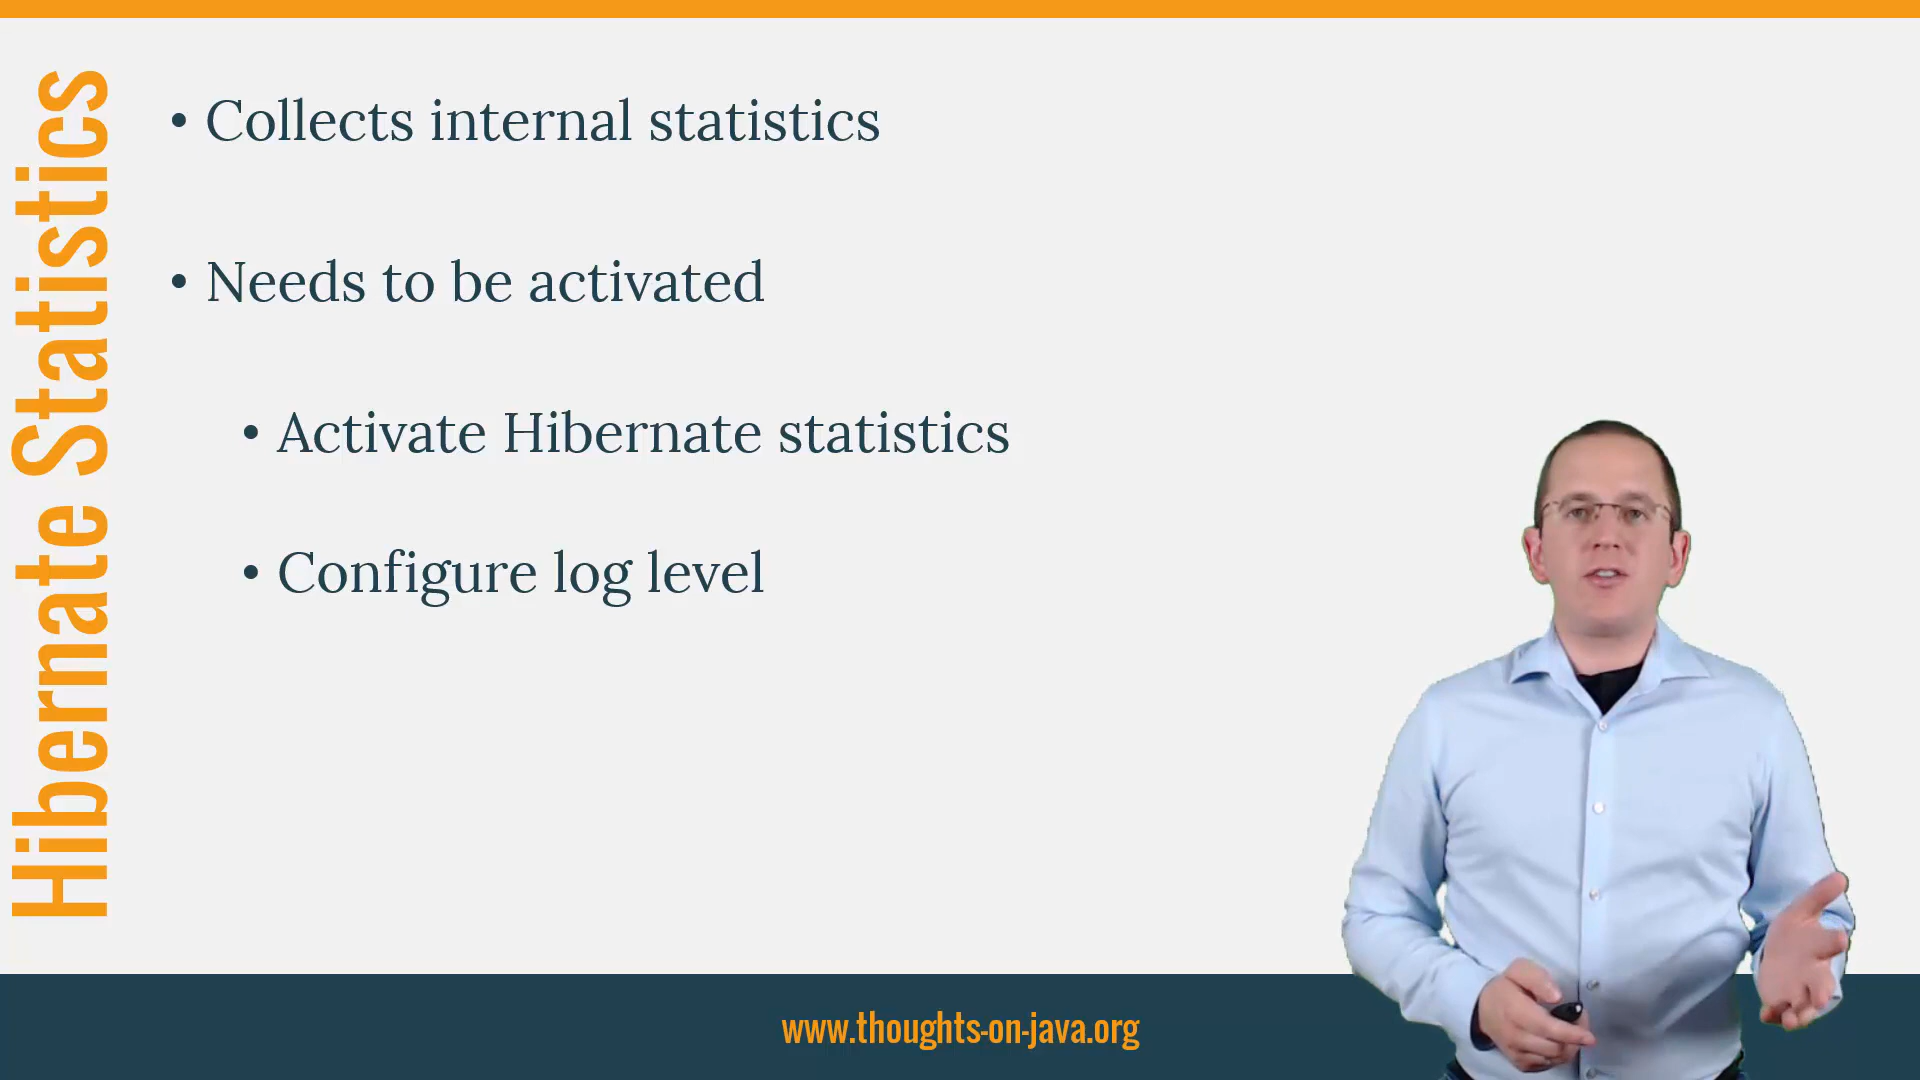 Hibernate Statistics
• Collects internal statistics
• Needs to be activated
• Activate Hibernate statistics
• Configure log level
www.thoughts-on-java.org